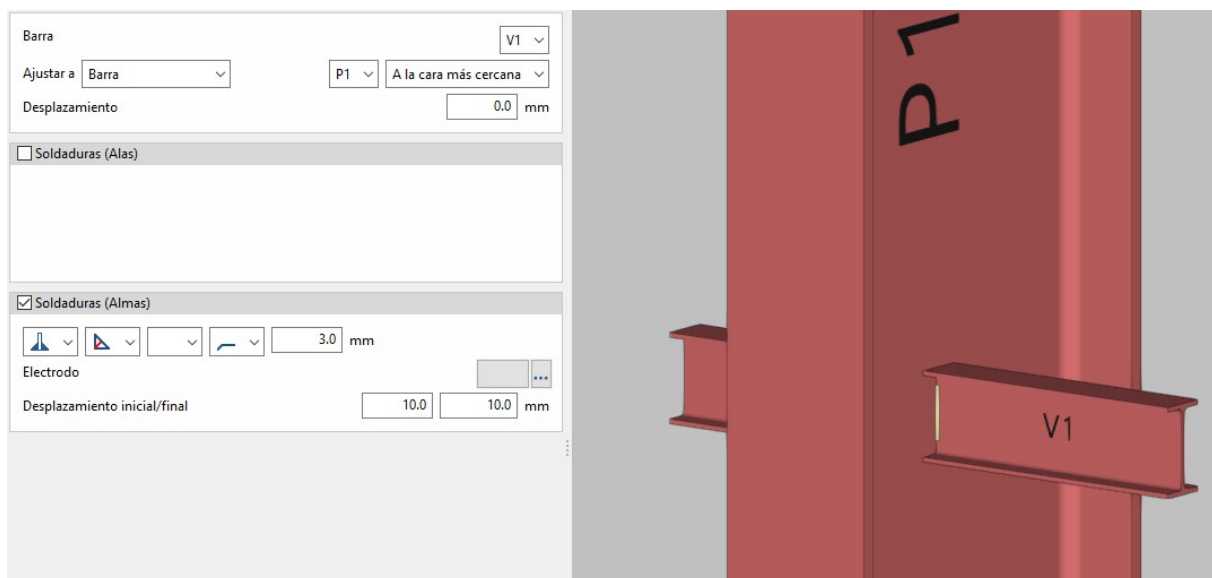 Barra V1
Ajustar a Barra P1 A la cara más cercana
Desplazamiento 0.0 mm
Soldaduras (Alas)
Soldaduras (Almas)
3.0 mm
Electrodo ...
Desplazamiento inicial/final 10.0 10.0 mm
P1
V1